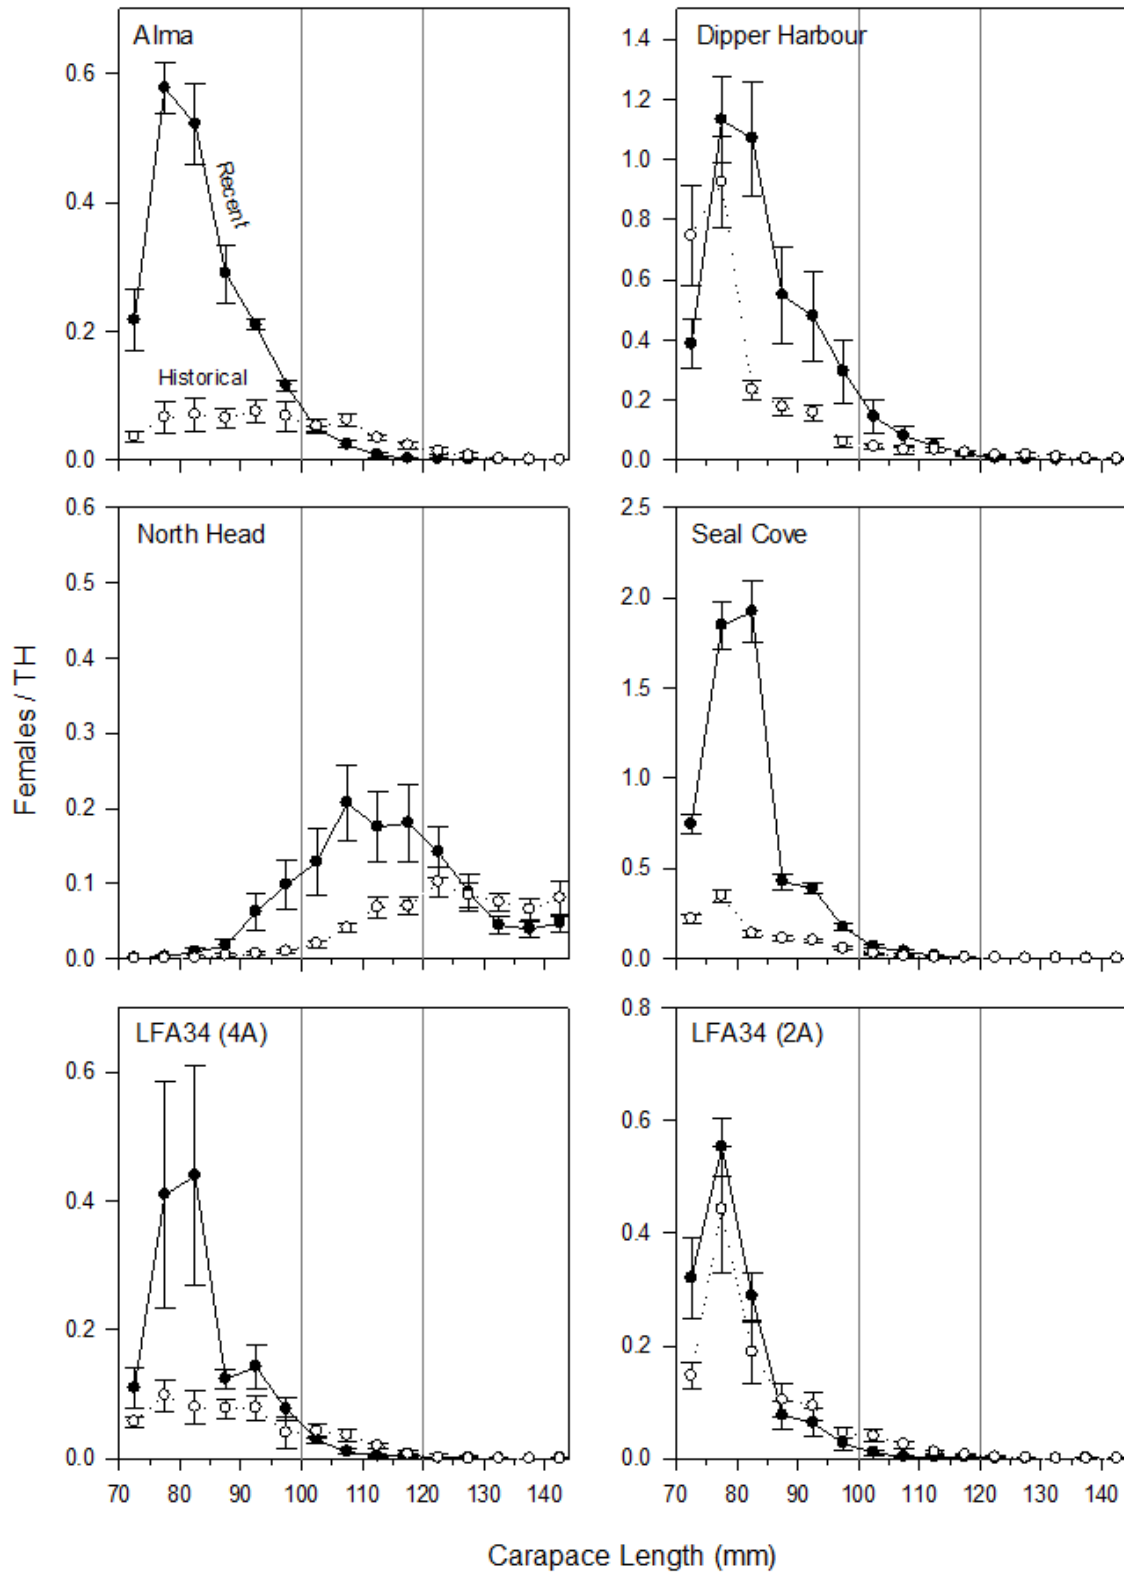 Alma
0.6
0.4
0.2
0.0
Recent
Historical
Dipper Harbour
1.4
1.2
1.0
0.8
0.6
0.4
0.2
0.0
North Head
0.6
0.5
0.4
0.3
0.2
0.1
0.0
Seal Cove
2.5
2.0
1.5
1.0
0.5
0.0
Females / TH
LFA34 (4A)
0.6
0.4
0.2
0.0
70 80 90 100 110 120 130 140
LFA34 (2A)
0.8
0.6
0.4
0.2
0.0
70 80 90 100 110 120 130 140
Carapace Length (mm)